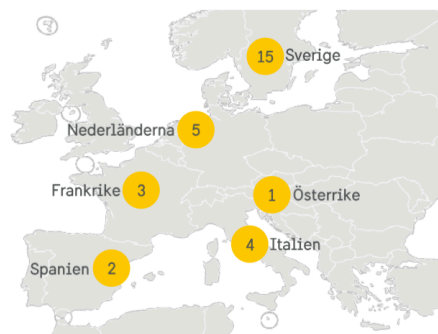 15 Sverige
Nederländerna 5
Frankrike 3
1 Österrike
4 Italien
Spanien 2